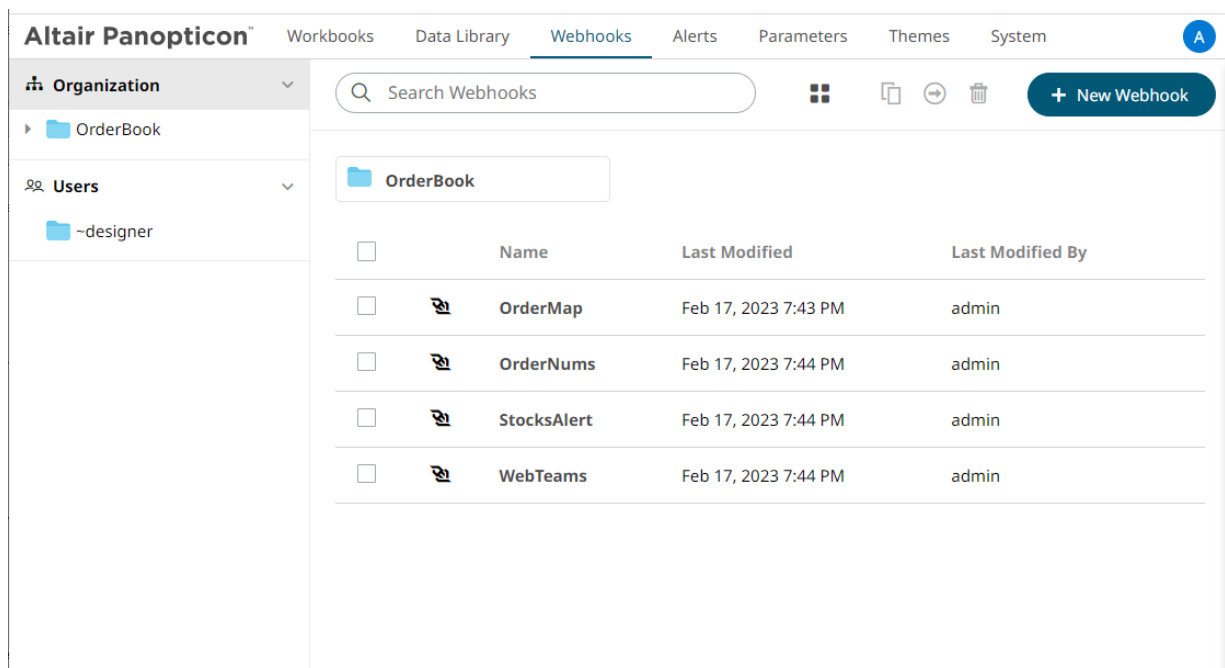 Altair Panopticon™ Workbooks Data Library Webhooks Alerts Parameters Themes System A
Organization
OrderBook
Users
~designer
Search Webhooks + New Webhook
OrderBook
Name Last Modified Last Modified By
OrderMap Feb 17, 2023 7:43 PM admin
OrderNums Feb 17, 2023 7:44 PM admin
StocksAlert Feb 17, 2023 7:44 PM admin
WebTeams Feb 17, 2023 7:44 PM admin